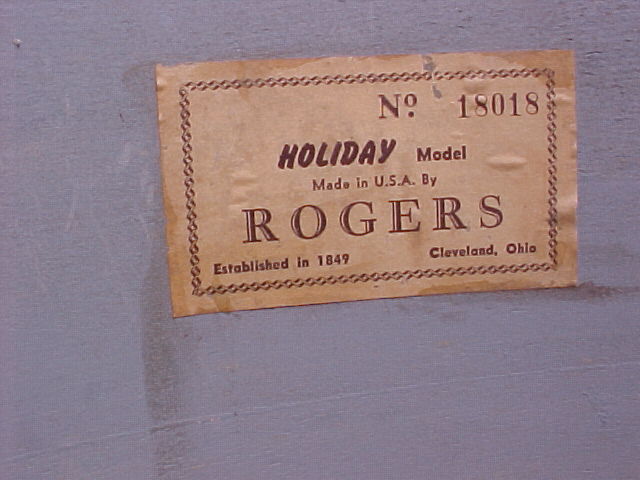 Nº 18018
HOLIDAY Model
Made in U.S.A. By
ROGERS
Established in 1849 Cleveland, Ohio